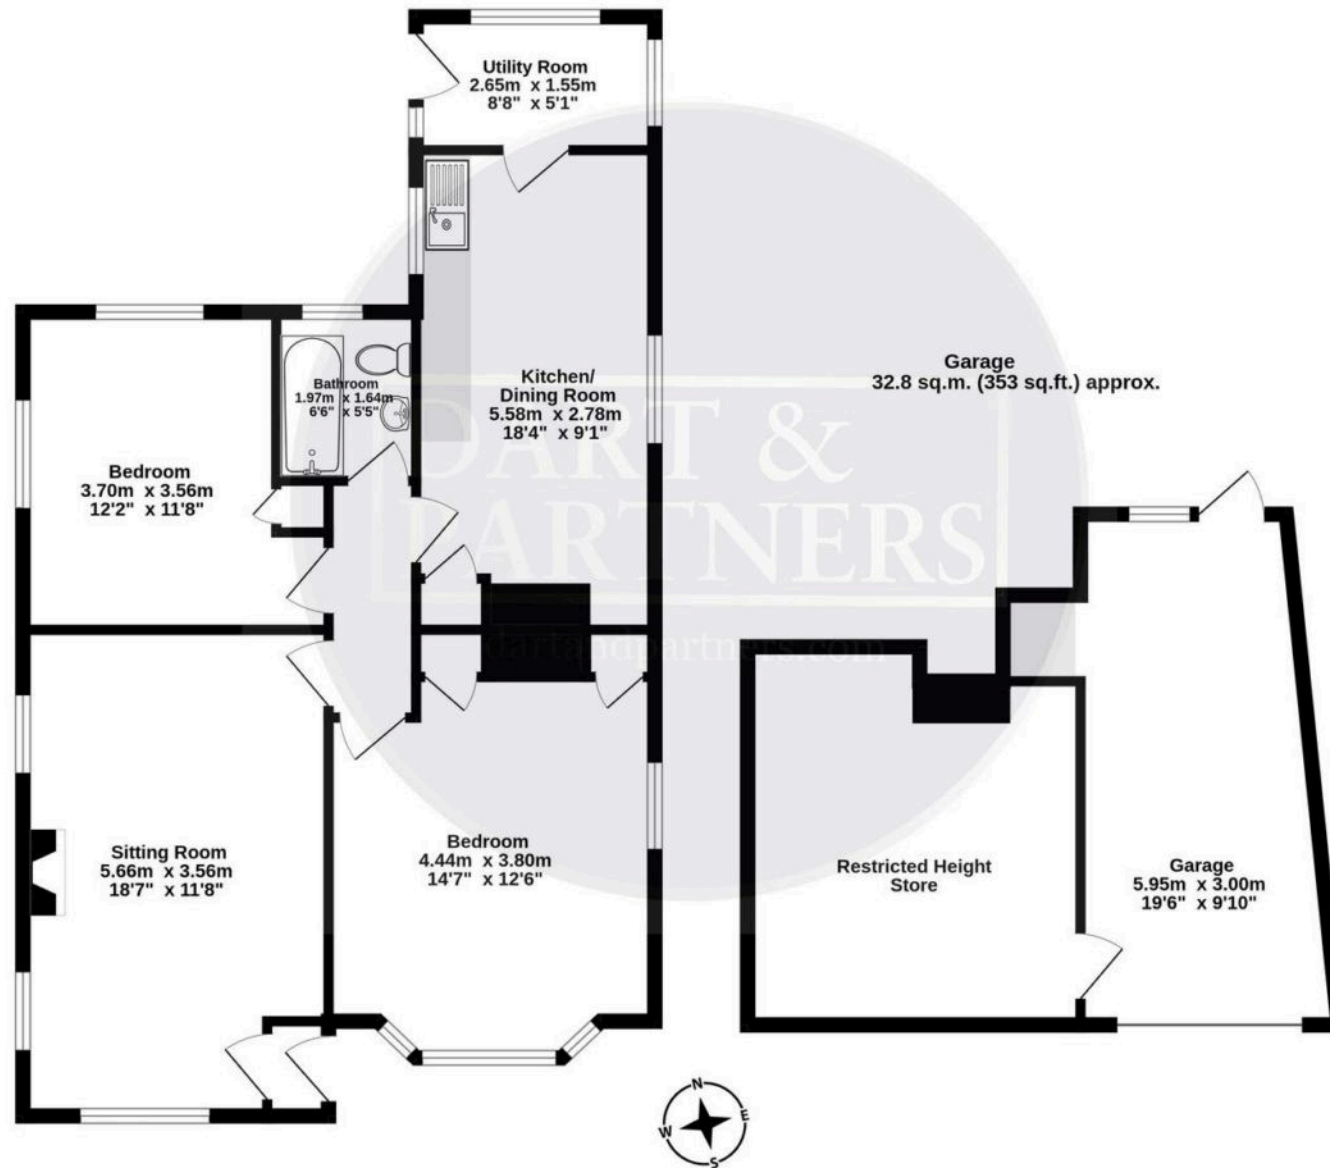 Utility Room
2.65m x 1.55m
8'8" x 5'1"
Kitchen/
Dining Room
5.58m x 2.78m
18'4" x 9'1"
Bathroom
1.97m x 1.64m
6'6" x 5'5"
Bedroom
3.70m x 3.56m
12'2" x 11'8"
Garage
32.8 sq.m. (353 sq.ft.) approx.
DART &
PARTNERS
dartandpartners.com
Sitting Room
5.66m x 3.56m
18'7" x 11'8"
Bedroom
4.44m x 3.80m
14'7" x 12'6"
Restricted Height
Store
Garage
5.95m x 3.00m
19'6" x 9'10"
N
E
W
S